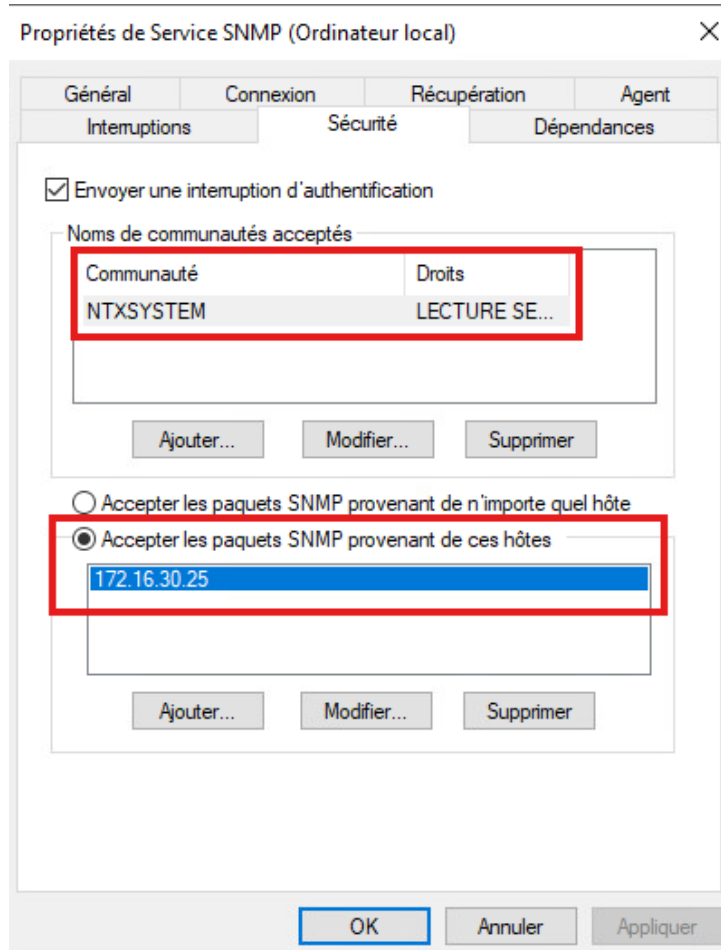 Propriétés de Service SNMP (Ordinateur local)
Général Connexion Récupération Agent
Interruptions Sécurité Dépendances
Envoyer une interruption d'authentification
Noms de communautés acceptés
Communauté Droits
NTXSYSTEM LECTURE SE...
Ajouter... Modifier... Supprimer
Accepter les paquets SNMP provenant de n'importe quel hôte
Accepter les paquets SNMP provenant de ces hôtes
172.16.30.25
Ajouter... Modifier... Supprimer
OK Annuler Appliquer